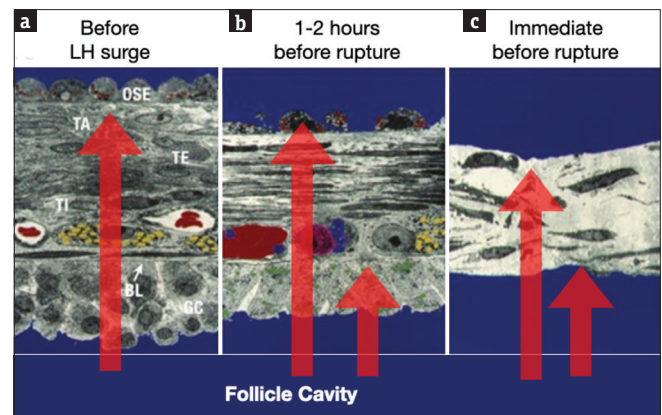 a
Before
LH surge
b
1-2 hours
before rupture
c
Immediate
before rupture
OSE
TA
TE
TI
BL
GC
Follicle Cavity